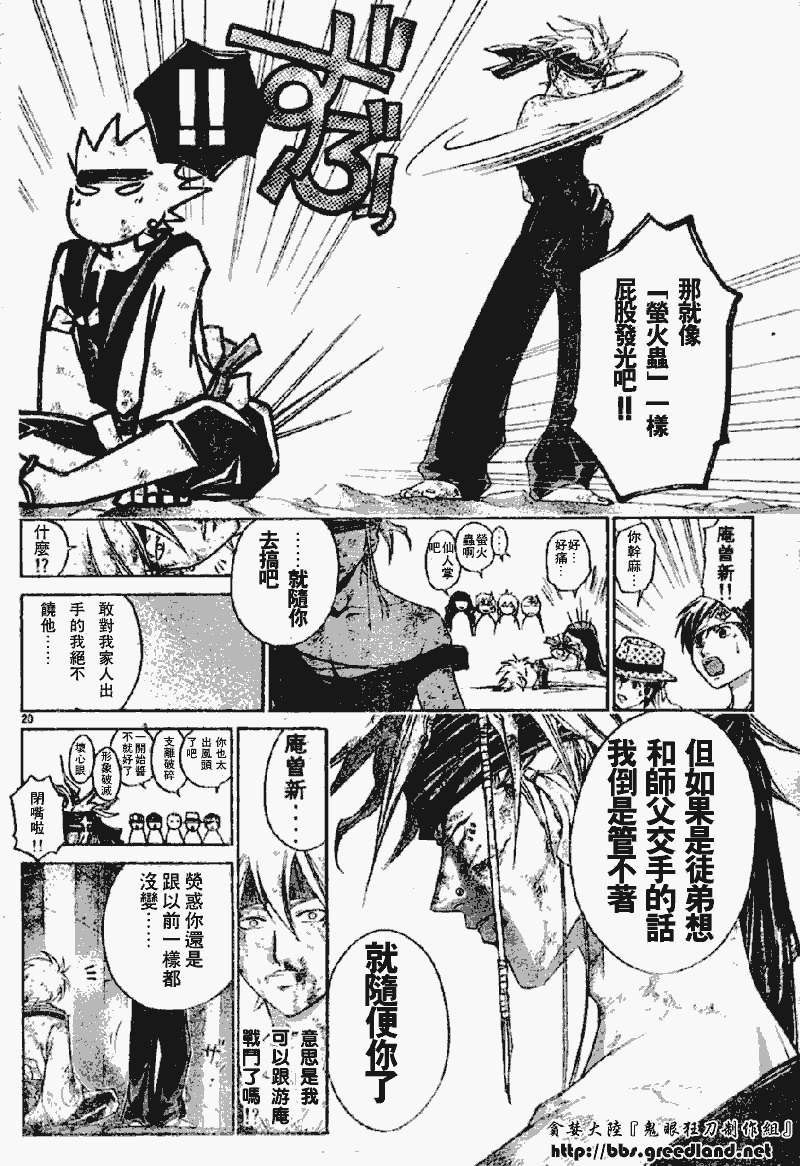 ずぶっ
!!
那就像
「螢火蟲」一樣
屁股發光吧!!
庵曾新!!
你幹麻…
好…
好痛…
…
螢火
蟲啊
仙人掌
吧
……就隨你
去搞吧
什麼!?
敢對我家人出
手的我絕不
饒他……
20
但如果是徒弟想
和師父交手的話
我倒是管不著
就隨便你了
庵曾新…
意思是我
可以跟游庵
戰鬥了嗎!?
你也太
出風頭
了吧
支離破碎
一開始醬
不就好了
形象破滅
壞心眼
閉嘴啦!!
熒惑你還是
跟以前一樣都
沒變……
ザ
貪婪大陸『鬼眼狂刀制作組』
http://bbs.greedland.net